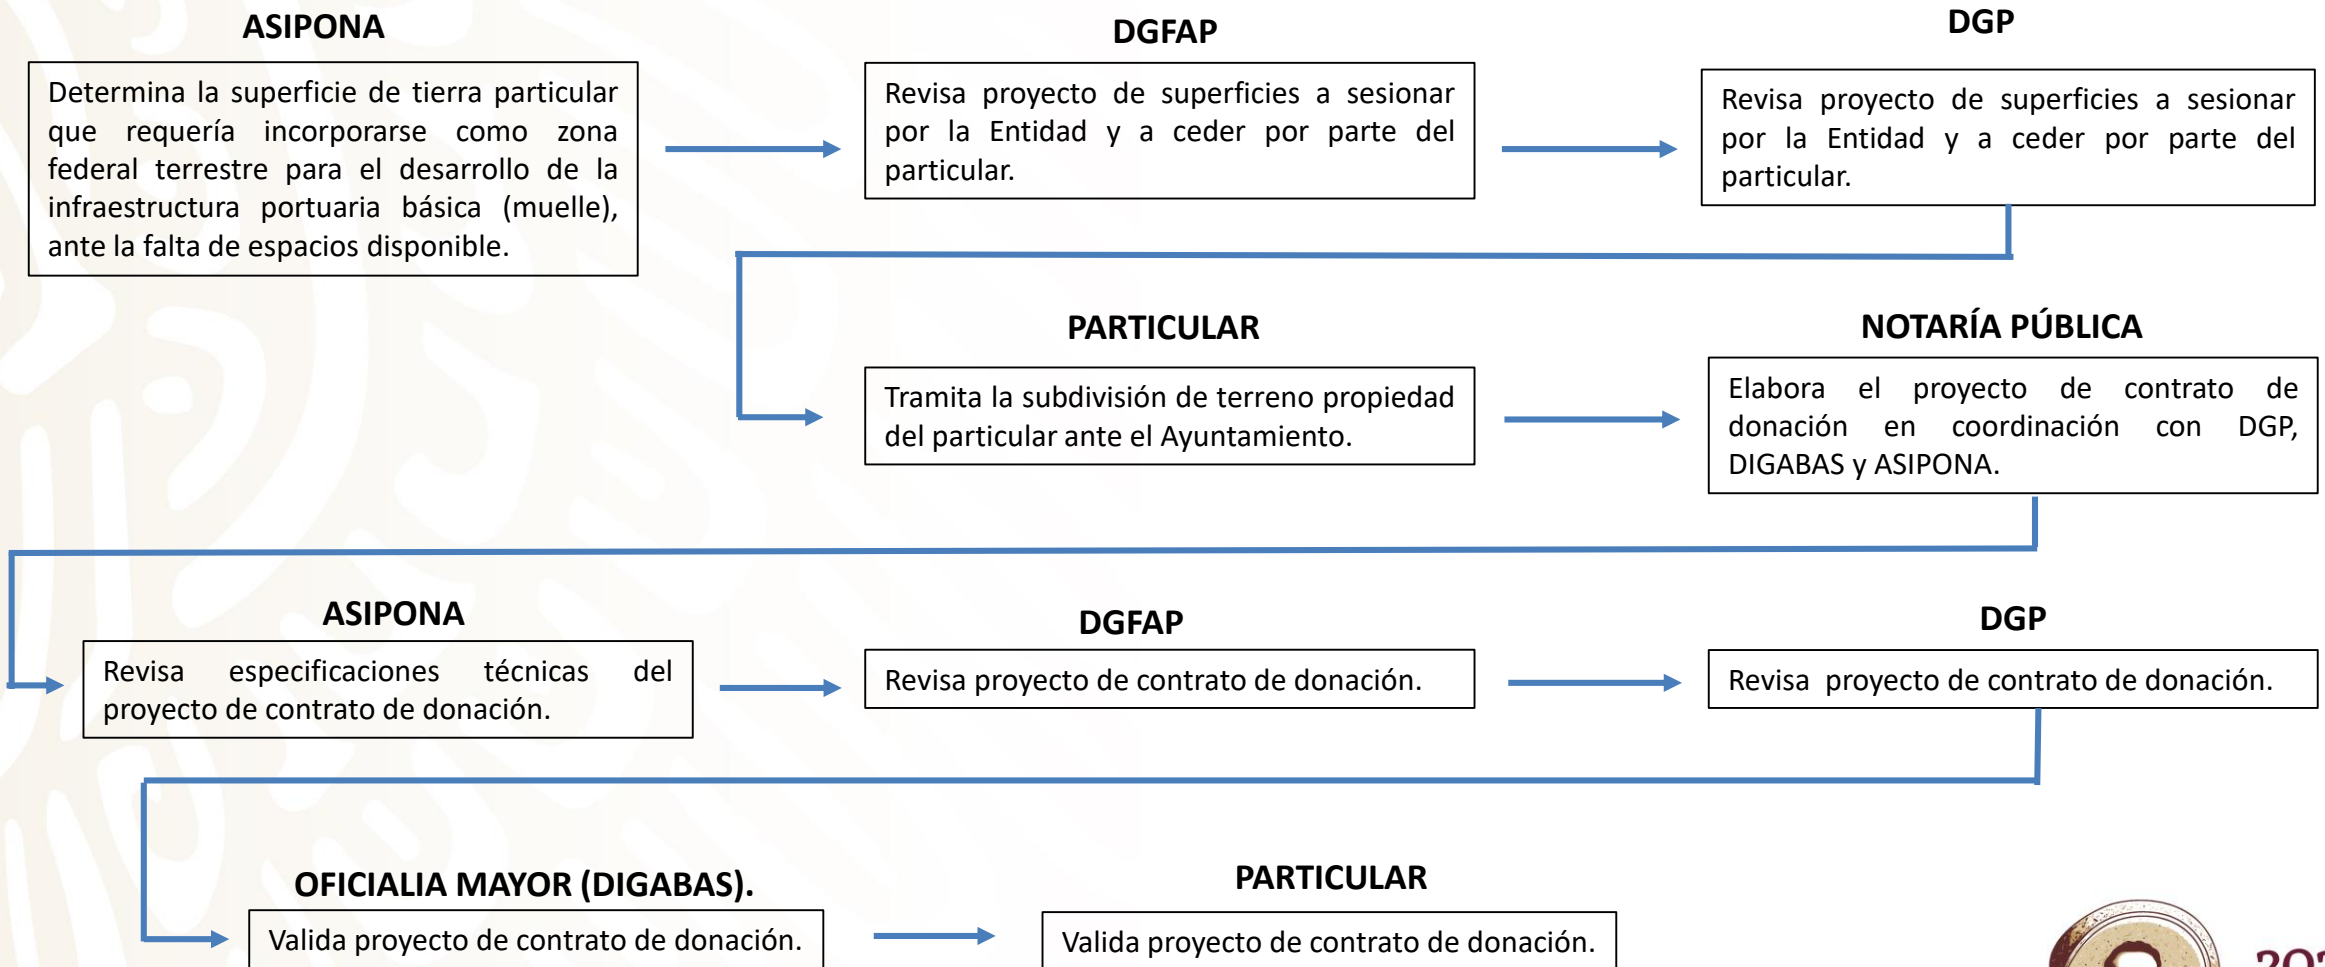 ASIPONA
Determina la superficie de tierra particular
que requería incorporarse como zona
federal terrestre para el desarrollo de la
infraestructura portuaria básica (muelle),
ante la falta de espacios disponible.
DGFAP
Revisa proyecto de superficies a sesionar
por la Entidad y a ceder por parte del
particular.
DGP
Revisa proyecto de superficies a sesionar
por la Entidad y a ceder por parte del
particular.
PARTICULAR
Tramita la subdivisión de terreno propiedad
del particular ante el Ayuntamiento.
NOTARÍA PÚBLICA
Elabora el proyecto de contrato de
donación en coordinación con DGP,
DIGABAS y ASIPONA.
ASIPONA
Revisa especificaciones técnicas del
proyecto de contrato de donación.
DGFAP
Revisa proyecto de contrato de donación.
DGP
Revisa proyecto de contrato de donación.
OFICIALIA MAYOR (DIGABAS).
Valida proyecto de contrato de donación.
PARTICULAR
Valida proyecto de contrato de donación.